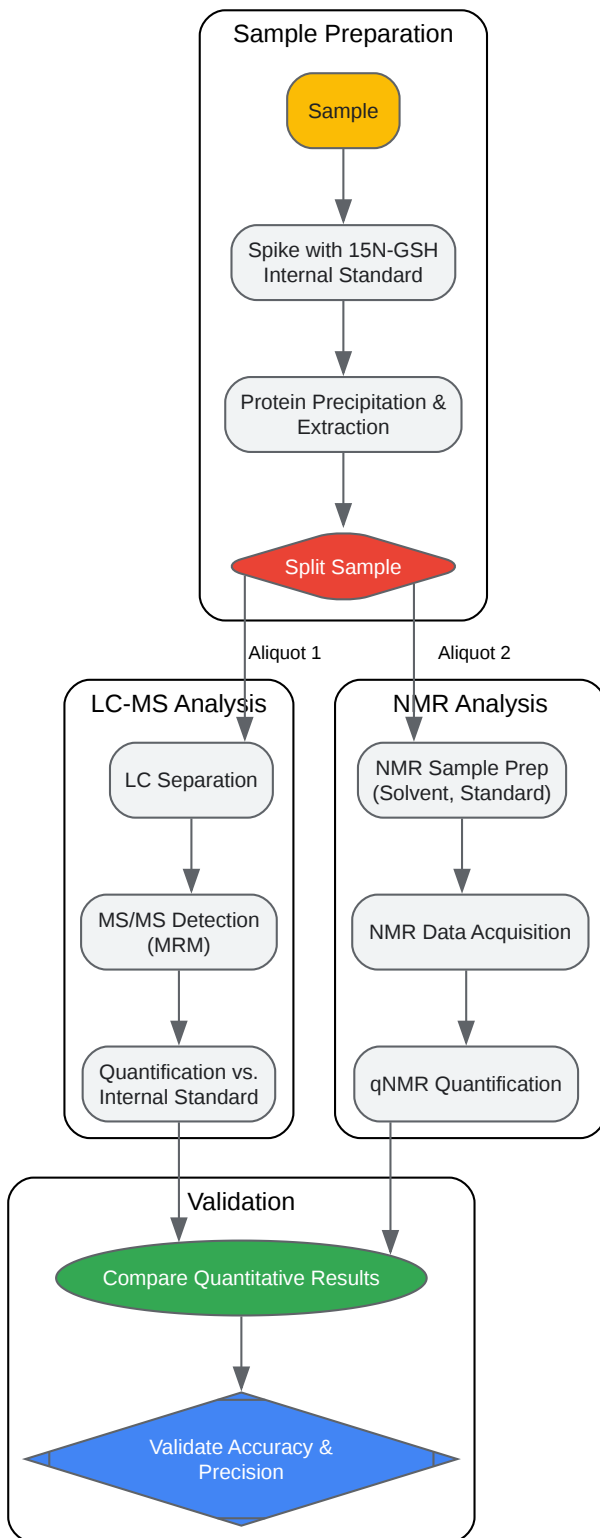 Sample Preparation
Sample
Spike with 15N-GSH
Internal Standard
Protein Precipitation &
Extraction
Split Sample
Aliquot 1
Aliquot 2
LC-MS Analysis
LC Separation
MS/MS Detection
(MRM)
Quantification vs.
Internal Standard
NMR Analysis
NMR Sample Prep
(Solvent, Standard)
NMR Data Acquisition
qNMR Quantification
Validation
Compare Quantitative Results
Validate Accuracy &
Precision